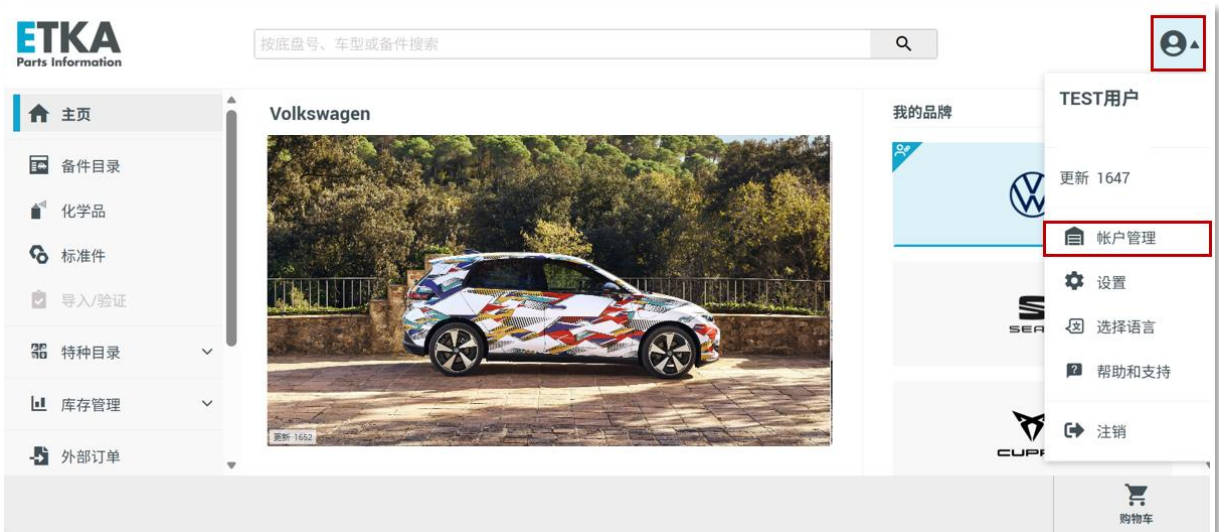 ETKA
Parts Information
按底盘号、车型或备件搜索
主页
备件目录
化学品
标准件
导入/验证
特种目录
库存管理
外部订单
Volkswagen
更新 1652
我的品牌
SEA
CUP
TEST用户
更新 1647
帐户管理
设置
选择语言
帮助和支持
注销
购物车